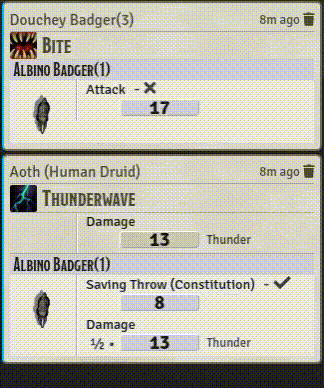 Douchey Badger(3) 8m ago
Bite
Albino Badger(1)
Attack -
17
Aoth (Human Druid) 8m ago
Thunderwave
Damage
13 Thunder
Albino Badger(1)
Saving Throw (Constitution) -
8
Damage
½ • 13 Thunder